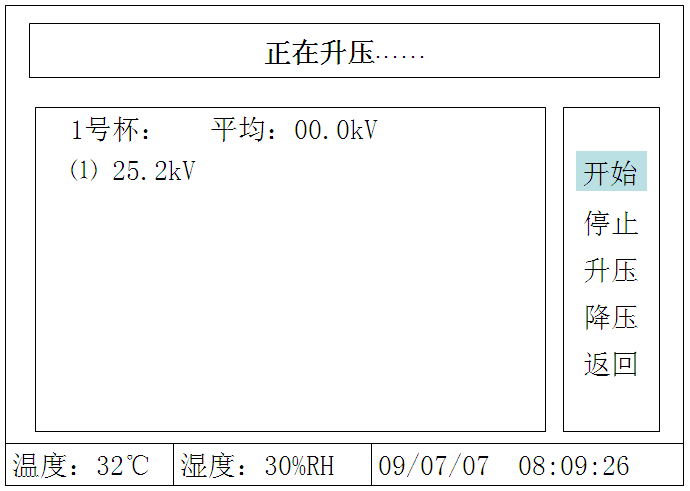 正在升压……
1号杯： 平均：00.0kV
⑴ 25.2kV
开始
停止
升压
降压
返回
温度：32℃ 湿度：30%RH 09/07/07 08:09:26